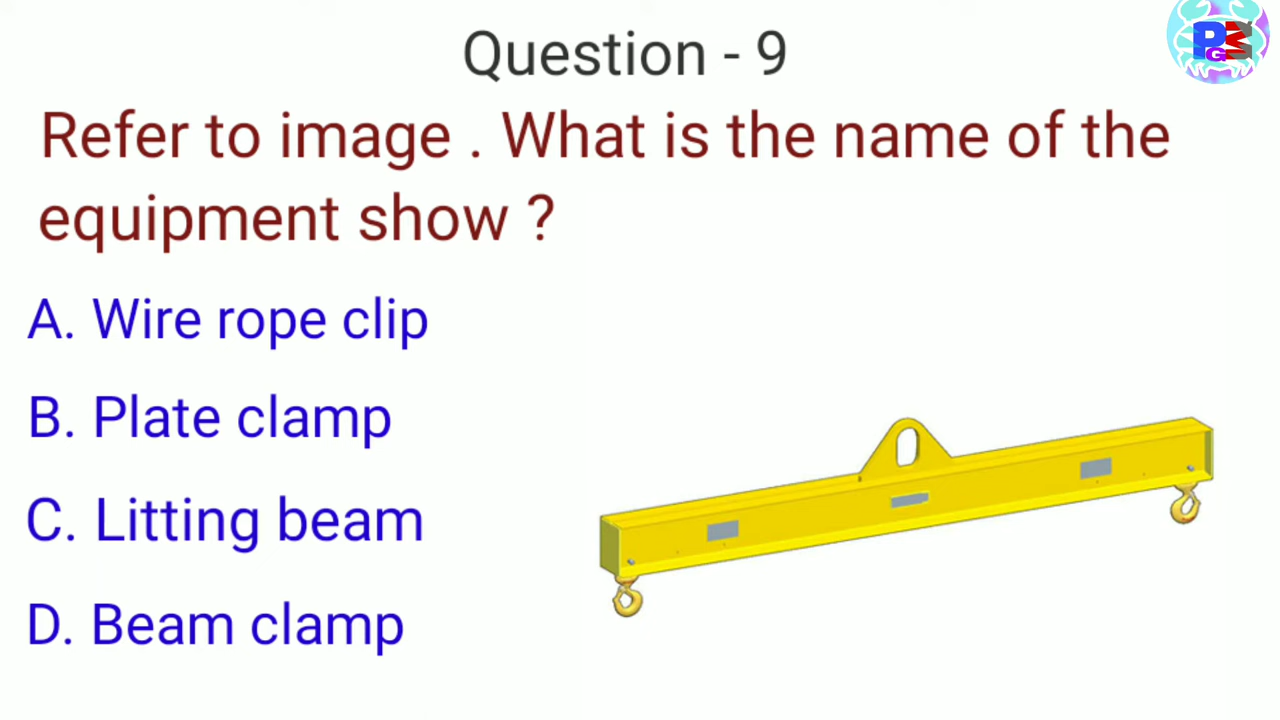 Question - 9
Refer to image . What is the name of the
equipment show ?
A. Wire rope clip
B. Plate clamp
C. Litting beam
D. Beam clamp
PGM